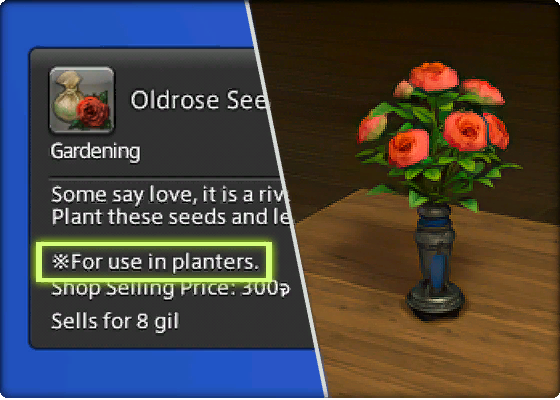 Oldrose See
Gardening
Some say love, it is a riv
Plant these seeds and le
※For use in planters.
Shop Selling Price: 300
Sells for 8 gil